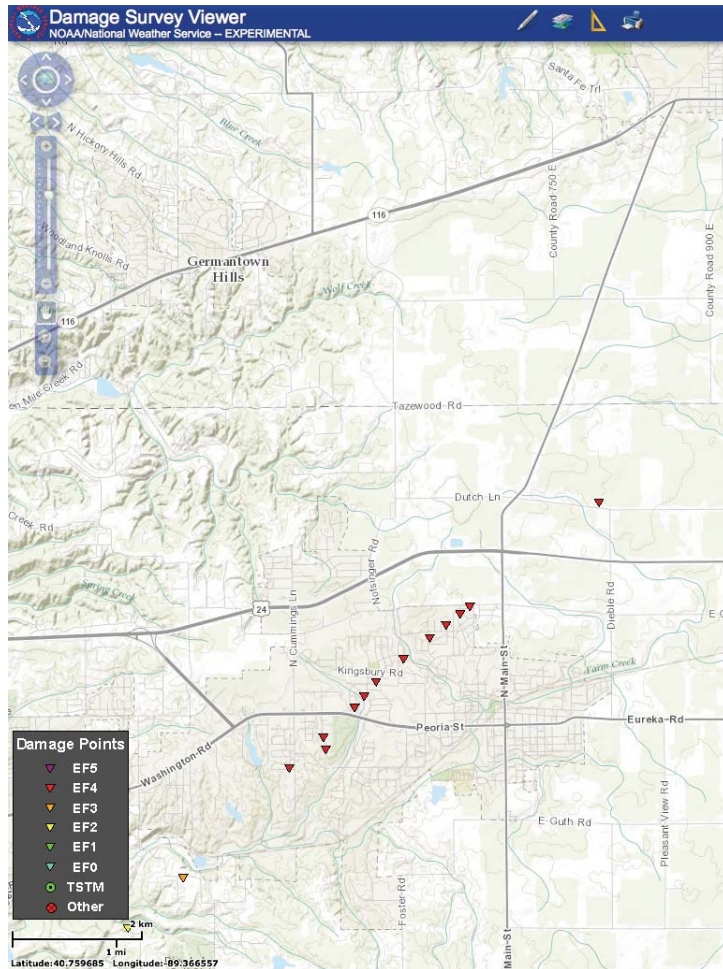 Damage Survey Viewer
NOAA/National Weather Service -- EXPERIMENTAL
Santa Fe Trl
N Hickory Hills Rd
Blue Creek
116
County Road 750 E
County Road 900 E
Woodland Knolls Rd
Germantown
Hills
Wolf Creek
116
Mile Creek Rd
Tazewood Rd
Dutch Ln
Creek Rd
Notsinger Rd
Spring Creek
24
N Cummings Ln
Dieble Rd
Kingsbury Rd
N-Main-St
Farm Creek
Peoria-St
Eureka-Rd
Washington-Rd
Damage Points
EF5
EF4
EF3
EF2
EF1
EF0
TSTM
Other
E Guth Rd
Pleasant View Rd
Foster Rd
Main-St
2 km
1 mi
Latitude:40.759685 Longitude:-89.366557